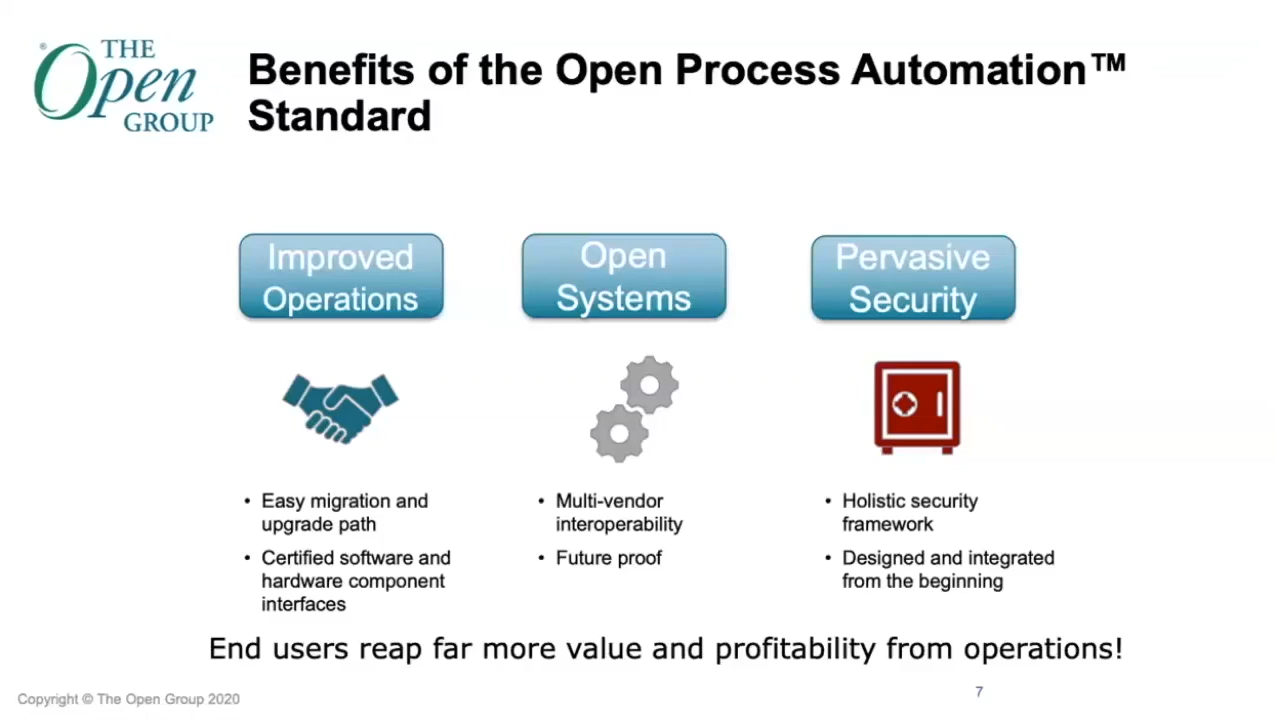 ® THE
Open
GROUP
Benefits of the Open Process Automation™
Standard
Improved
Operations
Open
Systems
Pervasive
Security
• Easy migration and
upgrade path
• Certified software and
hardware component
interfaces
• Multi-vendor
interoperability
• Future proof
• Holistic security
framework
• Designed and integrated
from the beginning
End users reap far more value and profitability from operations!
Copyright © The Open Group 2020
7